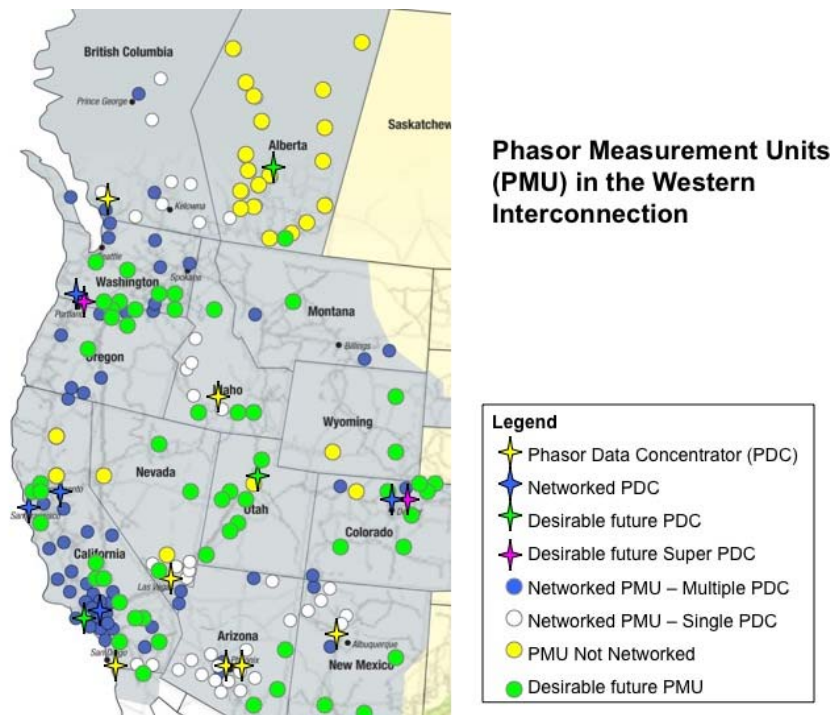 British Columbia
Prince George
Alberta
Saskatchew
Kelowna
Seattle
Spokane
Washington
Portland
Montana
Billings
Oregon
Idaho
Wyoming
Nevada
Utah
Colorado
California
Las Vegas
Arizona
Albuquerque
New Mexico
San Diego
Phasor Measurement Units
(PMU) in the Western
Interconnection
Legend
Phasor Data Concentrator (PDC)
Networked PDC
Desirable future PDC
Desirable future Super PDC
Networked PMU – Multiple PDC
Networked PMU – Single PDC
PMU Not Networked
Desirable future PMU